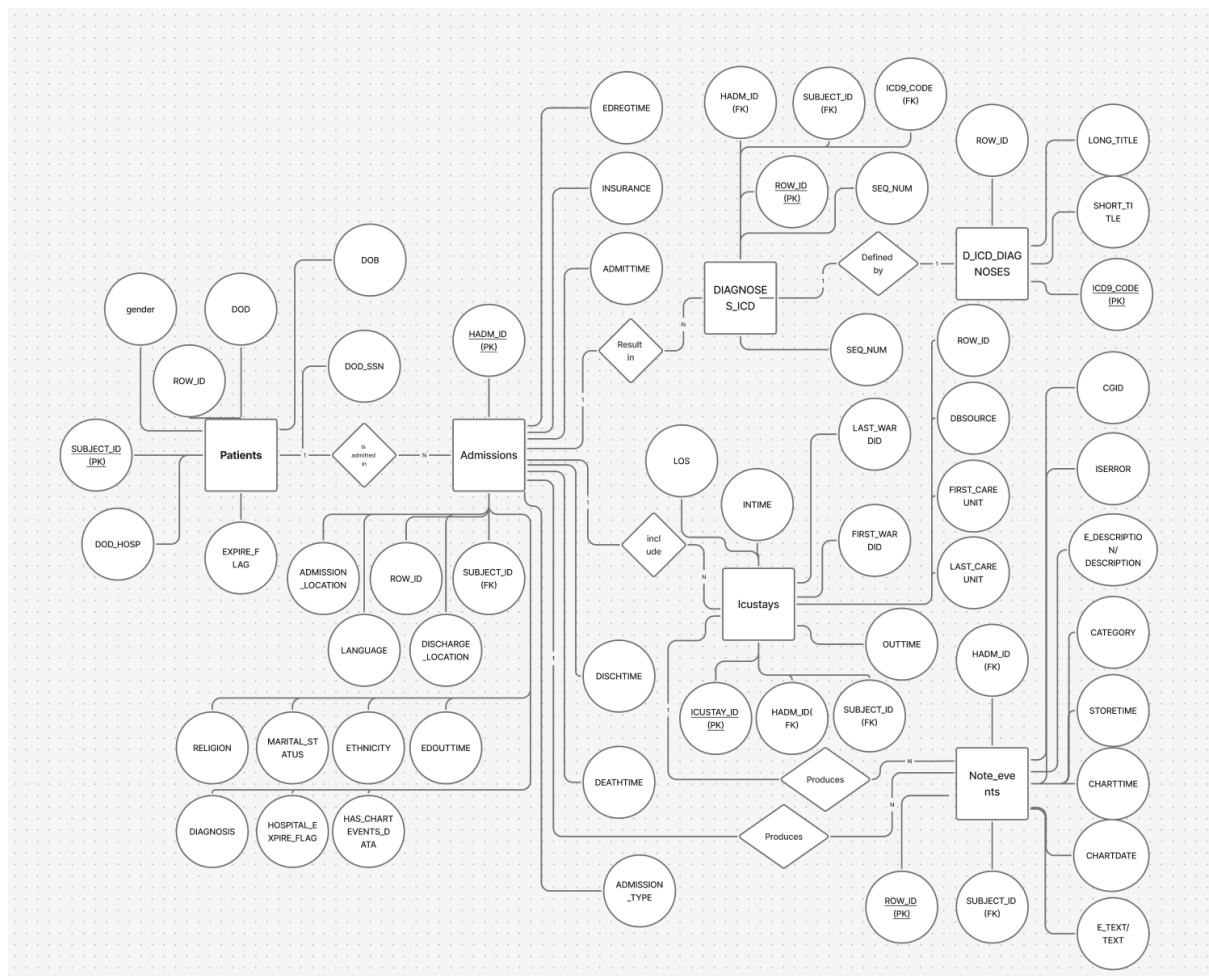 HADM_ID
(FK)
SUBJECT_ID
(FK)
ICD9_CODE
(FK)
EDREGTIME
ROW_ID
LONG_TITLE
INSURANCE
ROW_ID
(PK)
SEQ_NUM
SHORT_TI
TLE
DOB
ADMITTIME
Defined
by
1
1
D_ICD_DIAG
NOSES
DIAGNOSE
S_ICD
ICD9_CODE
(PK)
gender
DOD
HADM_ID
(PK)
N
Result
in
SEQ_NUM
ROW_ID
DOD_SSN
ROW_ID
1
CGID
1
DBSOURCE
LAST_WAR
DID
SUBJECT_ID
(PK)
Patients
1
is
admitted
in
N
Admissions
LOS
ISERROR
INTIME
FIRST_CARE
UNIT
1
DOD_HOSP
EXPIRE_F
LAG
incl
ude
FIRST_WAR
DID
E_DESCRIPTIO
N/
DESCRIPTION
ADMISSION
_LOCATION
ROW_ID
SUBJECT_ID
(FK)
N
LAST_CARE
UNIT
Icustays
CATEGORY
LANGUAGE
DISCHARGE
_LOCATION
OUTTIME
HADM_ID
(FK)
1
DISCHTIME
1
ICUSTAY_ID
(PK)
HADM_ID(
FK)
SUBJECT_ID
(FK)
STORETIME
RELIGION
MARITAL_ST
ATUS
ETHNICITY
EDOUTTIME
N
DEATHTIME
Produces
Note_eve
nts
CHARTTIME
N
DIAGNOSIS
HOSPITAL_E
XPIRE_FLAG
HAS_CHART
EVENTS_D
ATA
Produces
CHARTDATE
ADMISSION
_TYPE
ROW_ID
(PK)
SUBJECT_ID
(FK)
E_TEXT/
TEXT